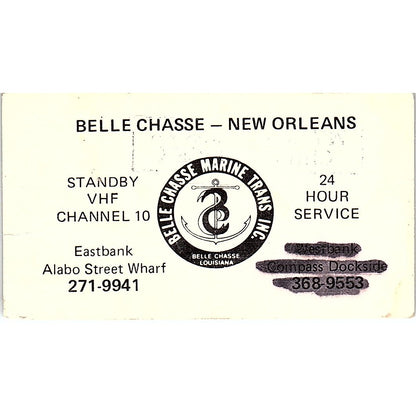 BELLE CHASSE – NEW ORLEANS
STANDBY
VHF
CHANNEL 10
BELLE CHASSE MARINE TRANS INC.
BELLE CHASSE
LOUISIANA
24
HOUR
SERVICE
Eastbank
Alabo Street Wharf
271-9941
Westbank
Compass Dockside
368-9553